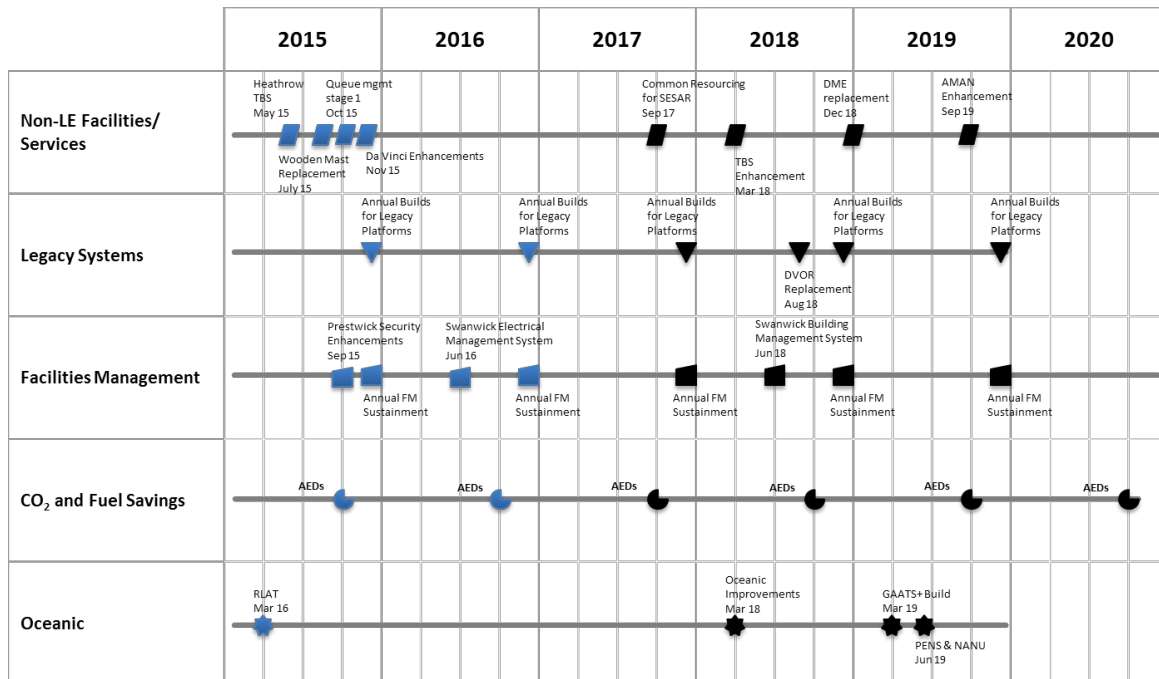 2015 2016 2017 2018 2019 2020
Non-LE Facilities/
Services
Heathrow
TBS
May 15
Queue mgmt
stage 1
Oct 15
Wooden Mast
Replacement
July 15
Da Vinci Enhancements
Nov 15
Common Resourcing
for SESAR
Sep 17
TBS
Enhancement
Mar 18
DME
replacement
Dec 18
AMAN
Enhancement
Sep 19
Legacy Systems
Annual Builds
for Legacy
Platforms
Annual Builds
for Legacy
Platforms
Annual Builds
for Legacy
Platforms
DVOR
Replacement
Aug 18
Annual Builds
for Legacy
Platforms
Annual Builds
for Legacy
Platforms
Facilities Management
Prestwick Security
Enhancements
Sep 15
Annual FM
Sustainment
Swanwick Electrical
Management System
Jun 16
Annual FM
Sustainment
Annual FM
Sustainment
Swanwick Building
Management System
Jun 18
Annual FM
Sustainment
Annual FM
Sustainment
CO₂ and Fuel Savings
AEDs
AEDs
AEDs
AEDs
AEDs
AEDs
Oceanic
RLAT
Mar 16
Oceanic
Improvements
Mar 18
GAATS+ Build
Mar 19
PENS & NANU
Jun 19